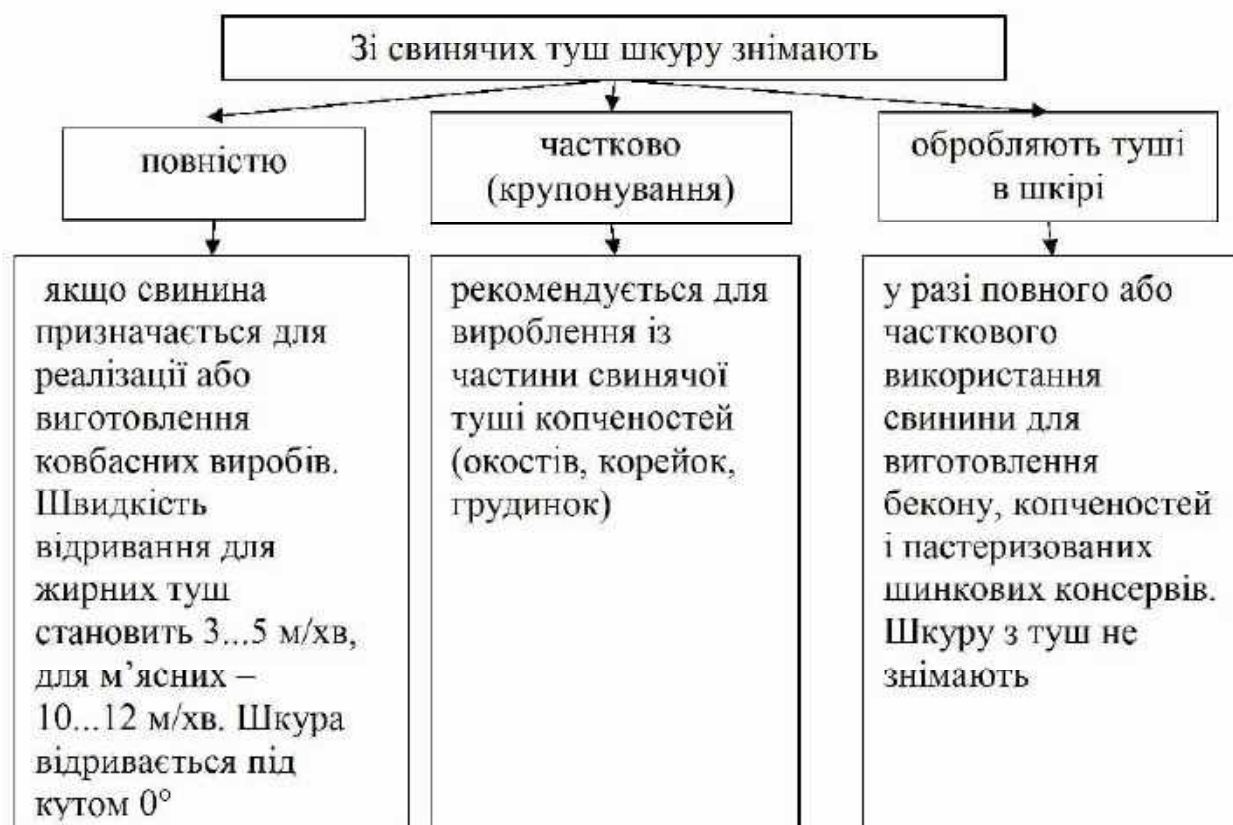 Зі свинячих туш шкуру знімають
повністю
частково
(крупонування)
обробляють туші
в шкірі
якщо свинина
призначається для
реалізації або
виготовлення
ковбасних виробів.
Швидкість
відривання для
жирних туш
становить 3...5 м/хв,
для м’ясних –
10...12 м/хв. Шкура
відривається під
кутом 0°
рекомендується для
вироблення із
частини свинячої
туші копченостей
(окостів, корейок,
грудинок)
у разі повного або
часткового
використання
свинини для
виготовлення
бекону, копченостей
і пастеризованих
шинкових консервів.
Шкуру з туш не
знімають